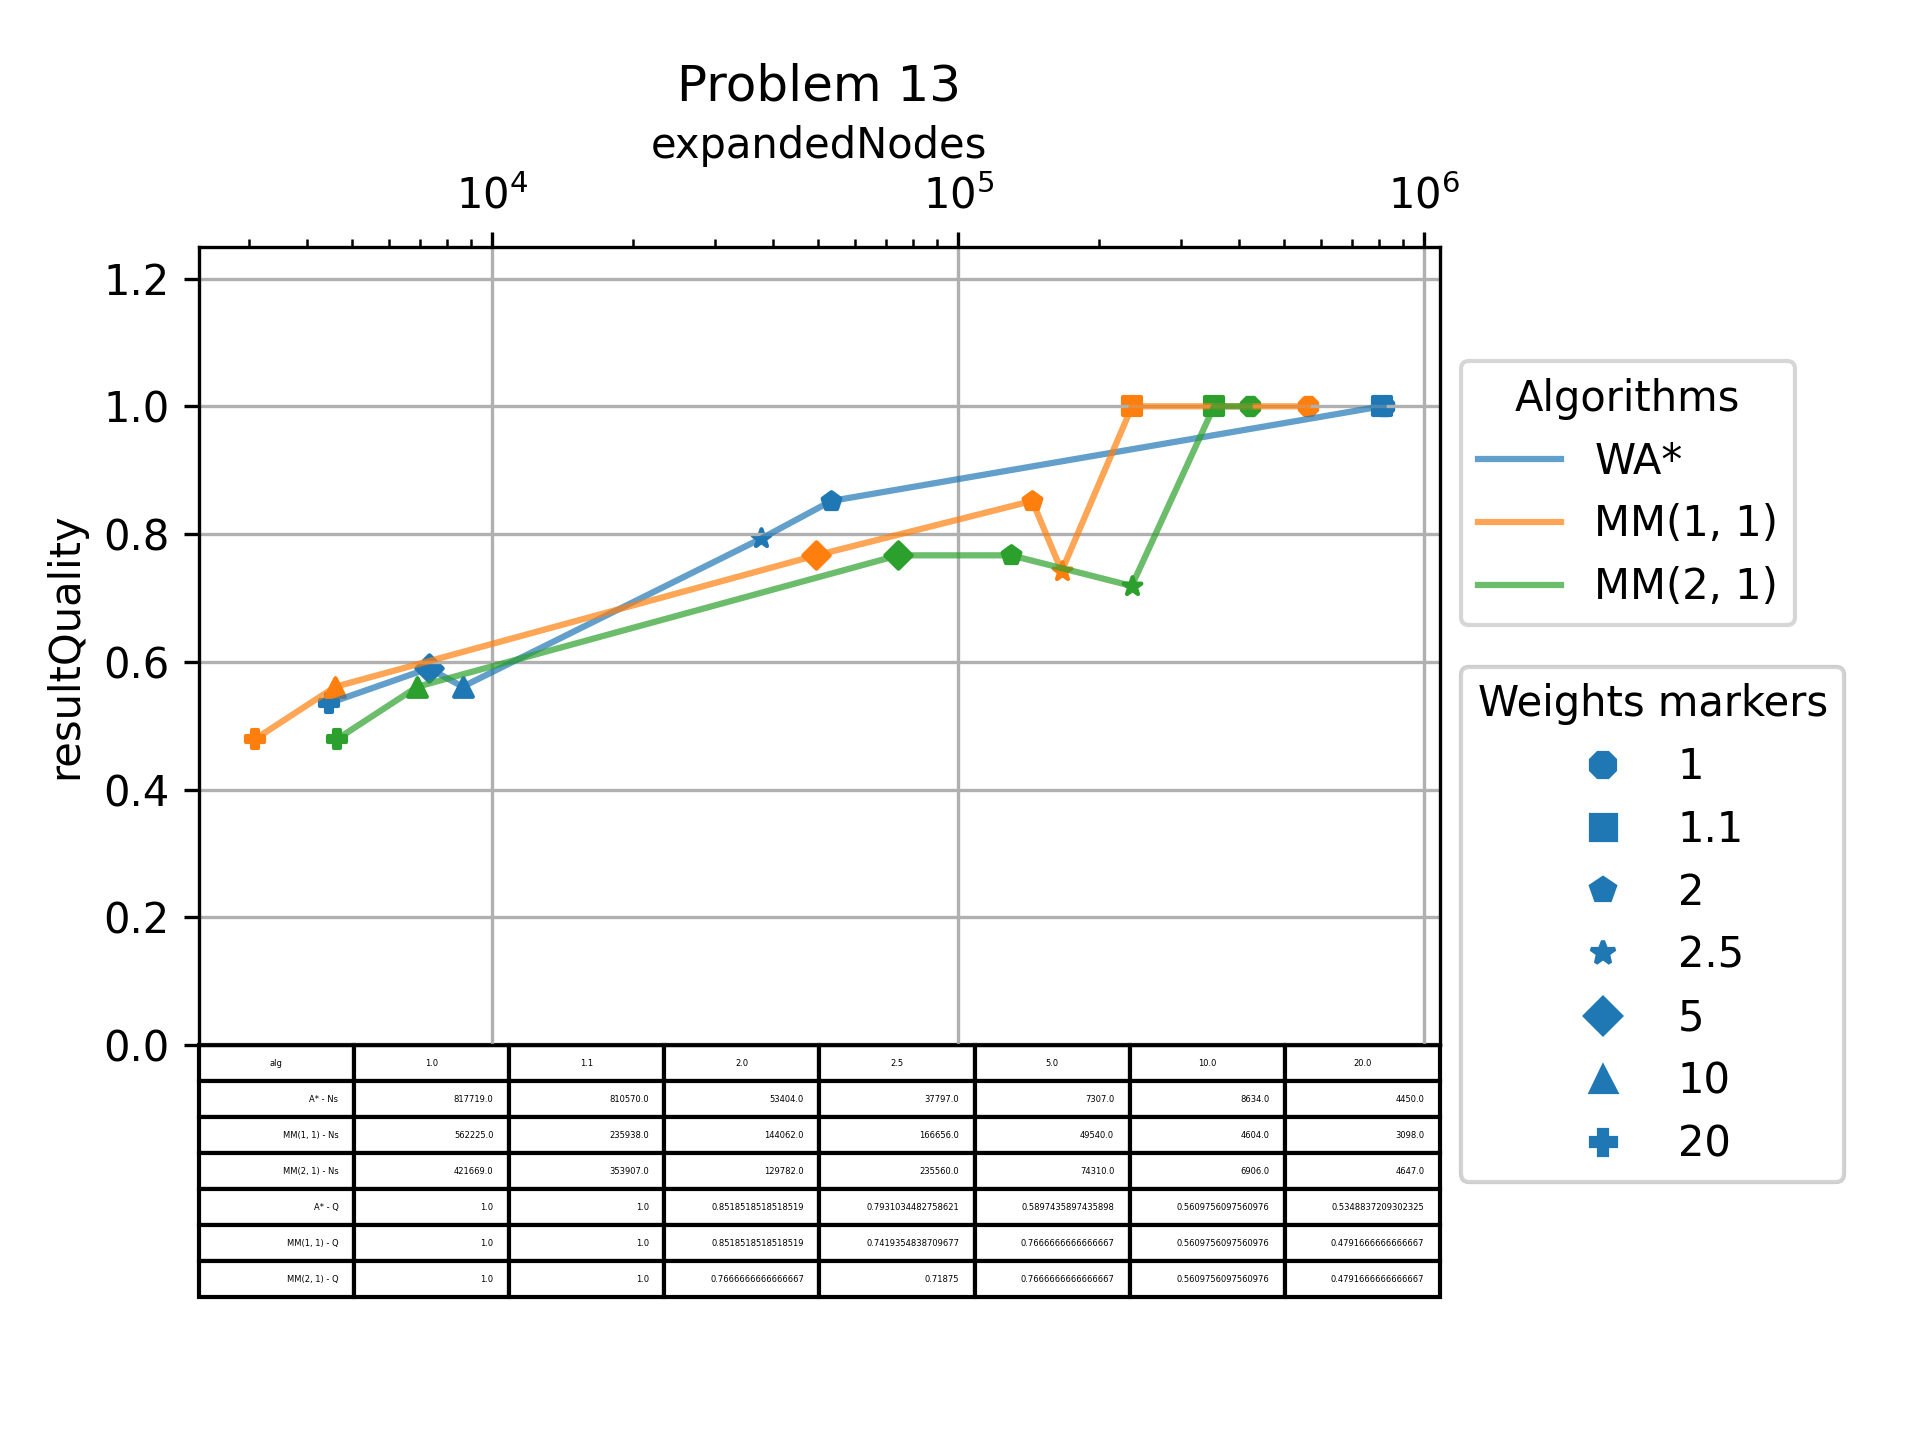 Problem 13
expandedNodes
10^4 10^5 10^6
resultQuality
1.2
1.0
0.8
0.6
0.4
0.2
0.0
Algorithms
WA*
MM(1, 1)
MM(2, 1)
Weights markers
1
1.1
2
2.5
5
10
20
alg 1.0 1.1 2.0 2.5 5.0 10.0 20.0
A* - Ns 817719.0 810570.0 53404.0 37797.0 7307.0 8634.0 4450.0
MM(1, 1) - Ns 562225.0 235938.0 144062.0 166656.0 49540.0 4604.0 3098.0
MM(2, 1) - Ns 421669.0 353907.0 129782.0 235560.0 74310.0 6906.0 4647.0
A* - Q 1.0 1.0 0.8518518518518519 0.7931034482758621 0.5897435897435898 0.5609756097560976 0.5348837209302325
MM(1, 1) - Q 1.0 1.0 0.8518518518518519 0.7419354838709677 0.7666666666666667 0.5609756097560976 0.4791666666666667
MM(2, 1) - Q 1.0 1.0 0.7666666666666667 0.71875 0.7666666666666667 0.5609756097560976 0.4791666666666667